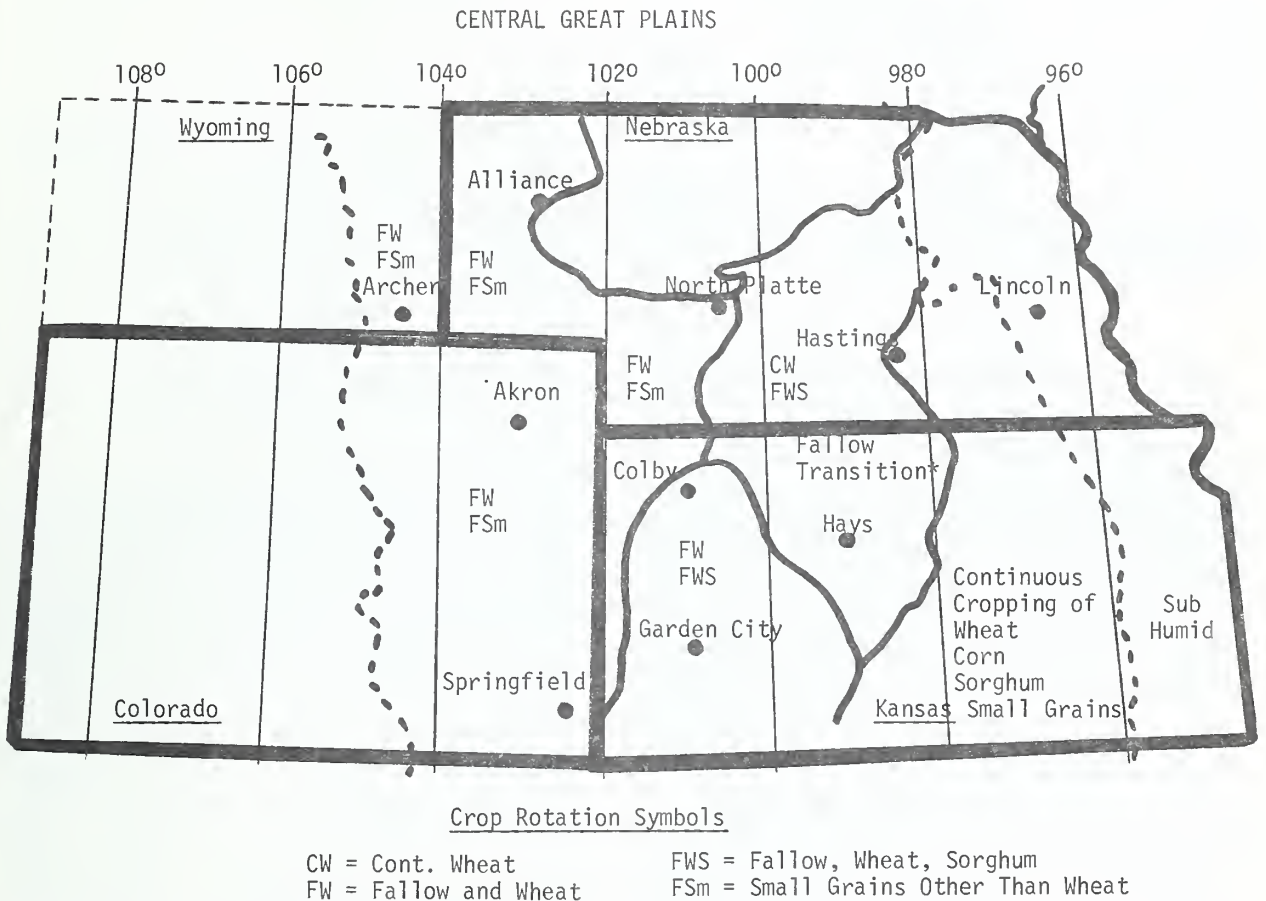 CENTRAL GREAT PLAINS
108° 106° 104° 102° 100° 98° 96°
Wyoming
Nebraska
Alliance
FW
FSm
Archer
FW
FSm
North Platte
Lincoln
Hastings
FW
FSm
CW
FWS
Akron
Fallow
Transition*
Colby
FW
FSm
Hays
FW
FWS
Continuous
Cropping of
Wheat
Corn
Sorghum
Small Grains
Sub
Humid
Garden City
Springfield
Colorado
Kansas
Crop Rotation Symbols
CW = Cont. Wheat
FWS = Fallow, Wheat, Sorghum
FW = Fallow and Wheat
FSm = Small Grains Other Than Wheat